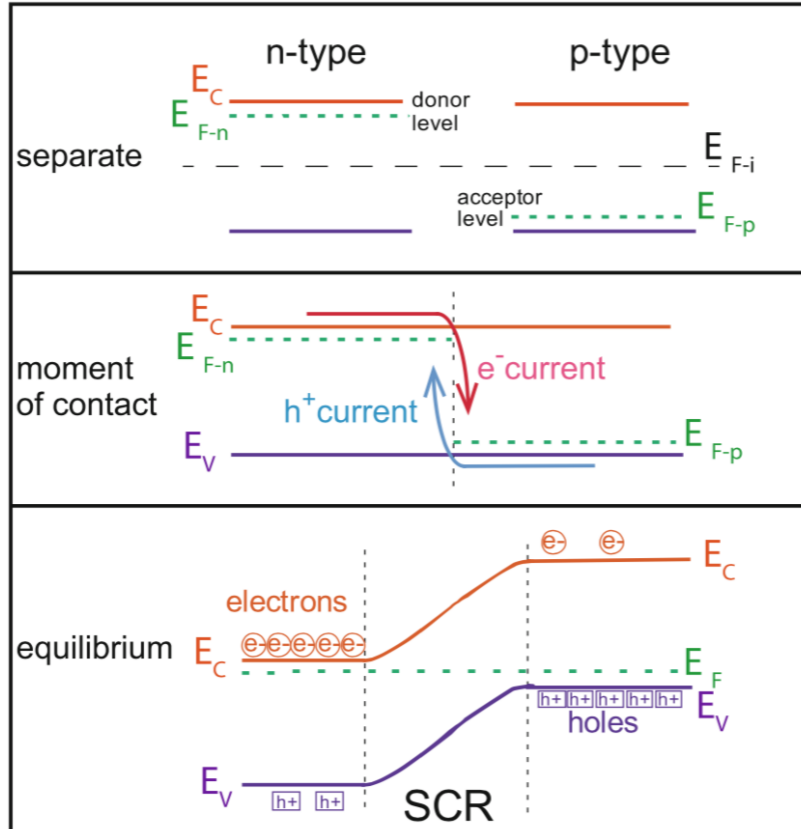 n-type p-type
E_C
donor level
E_F-n
separate
E_F-i
acceptor level
E_F-p
E_C
E_F-n
moment of contact
e⁻ current
h⁺ current
E_F-p
E_V
e- e-
E_C
electrons
e- e- e- e- e-
equilibrium
E_C
E_F
h+ h+ h+ h+ h+
E_V
holes
E_V
h+ h+
SCR